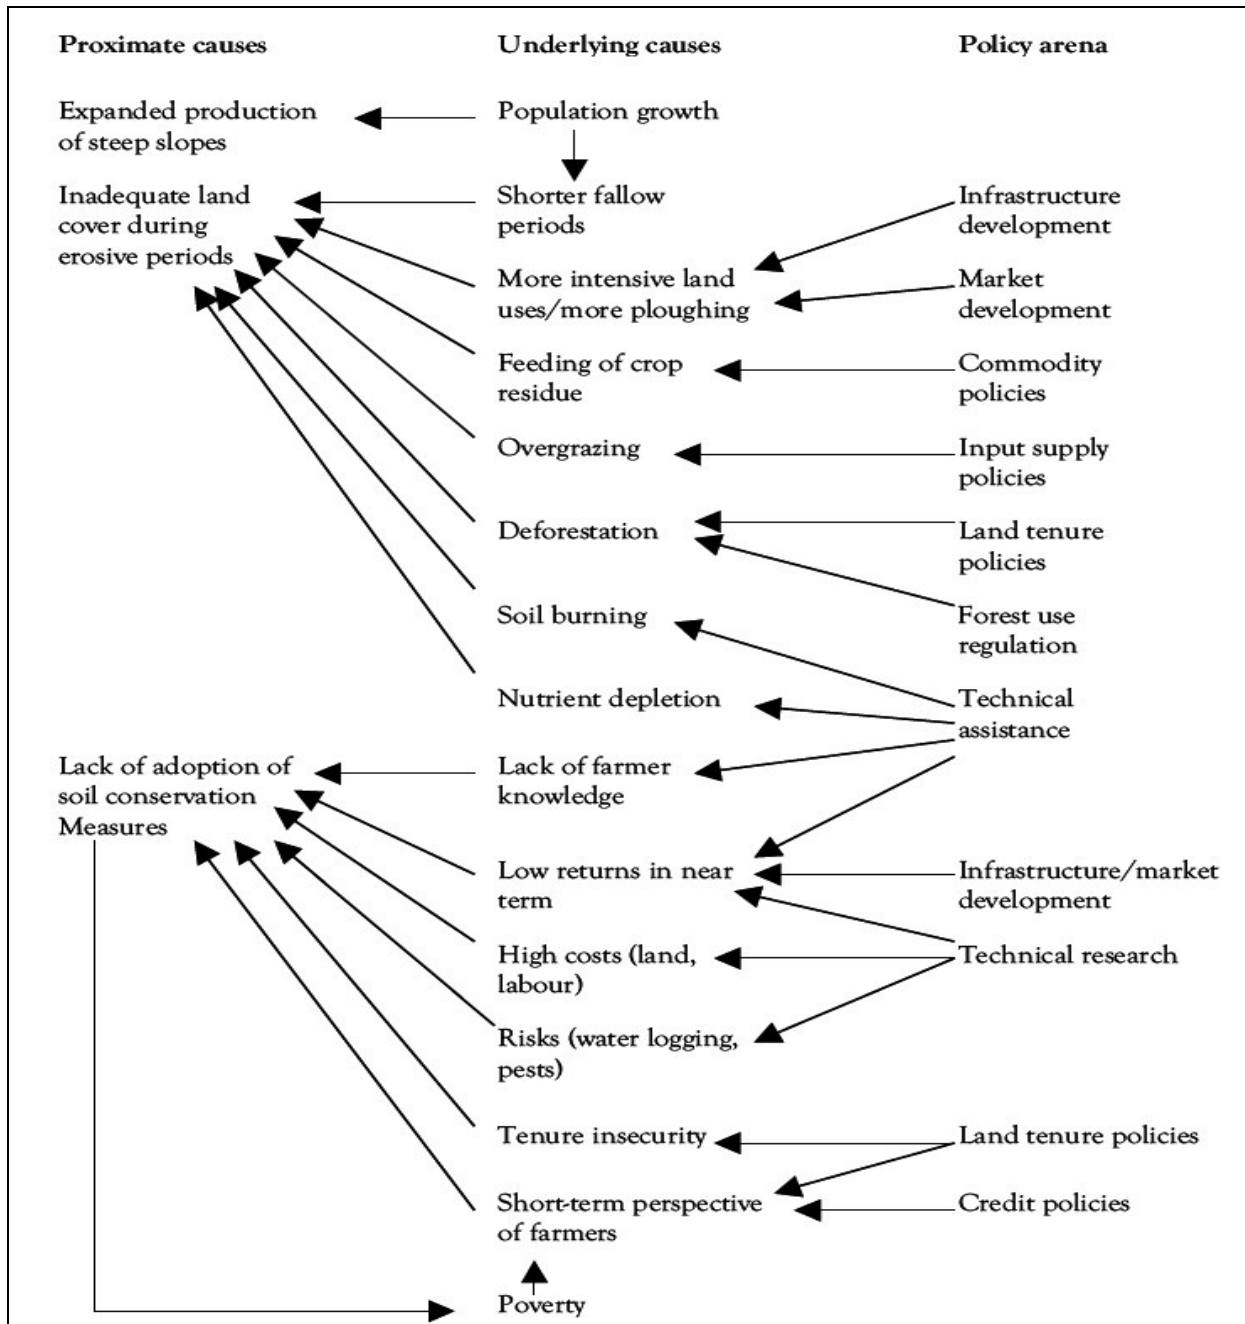 Proximate causes Underlying causes Policy arena
Expanded production
of steep slopes
Population growth
Inadequate land
cover during
erosive periods
Shorter fallow
periods
Infrastructure
development
More intensive land
uses/more ploughing
Market
development
Feeding of crop
residue
Commodity
policies
Overgrazing
Input supply
policies
Deforestation
Land tenure
policies
Soil burning
Forest use
regulation
Nutrient depletion
Technical
assistance
Lack of adoption of
soil conservation
Measures
Lack of farmer
knowledge
Low returns in near
term
Infrastructure/market
development
High costs (land,
labour)
Technical research
Risks (water logging,
pests)
Tenure insecurity
Land tenure policies
Short-term perspective
of farmers
Credit policies
Poverty